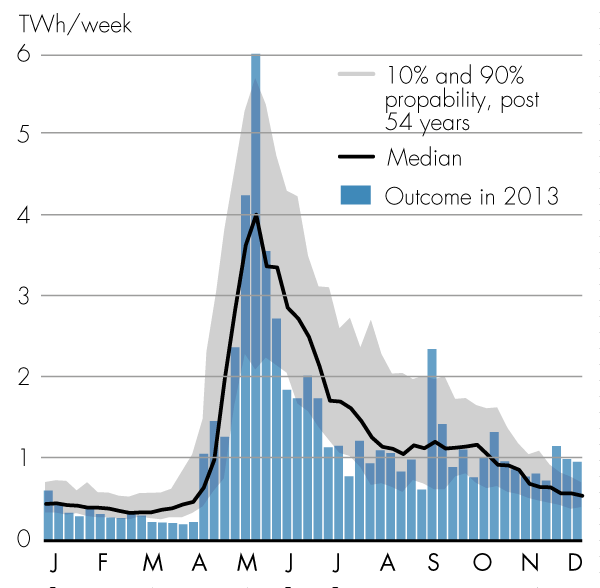 TWh/week
6
10% and 90%
propability, post
54 years
5
Median
Outcome in 2013
4
3
2
1
0
J F M A M J J A S O N D